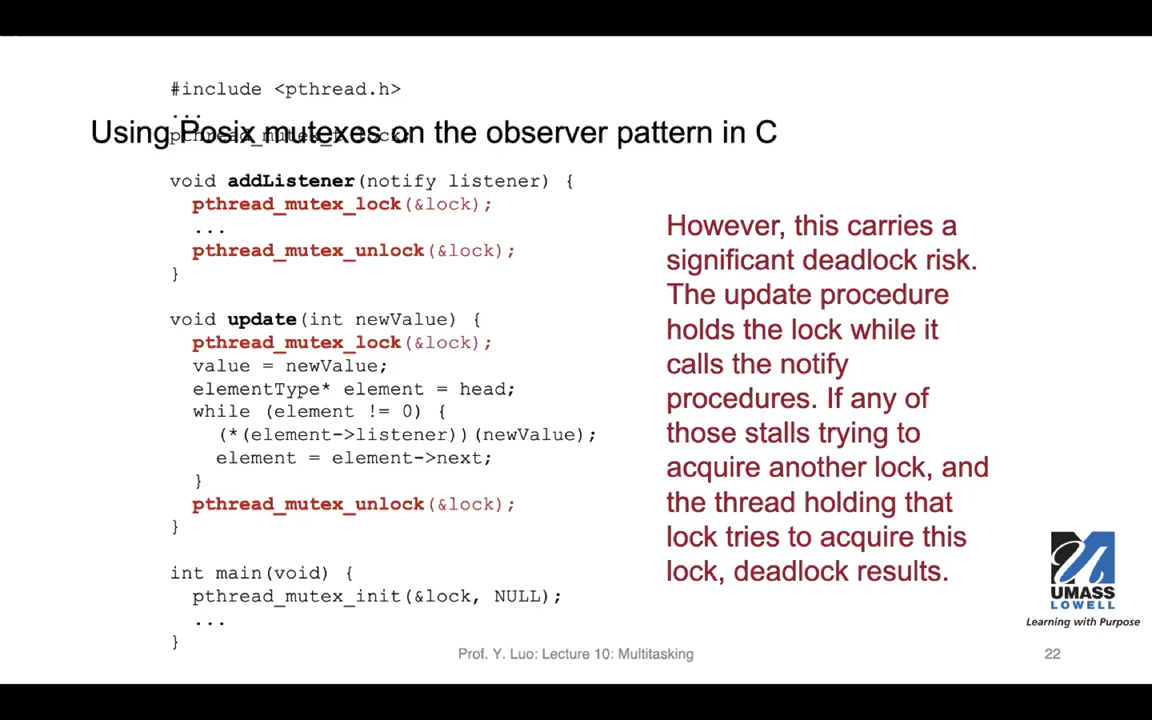 #include <pthread.h>
...
Using Posix mutexes on the observer pattern in C
pthread_mutex_t lock;
void addListener(notify listener) {
pthread_mutex_lock(&lock);
...
pthread_mutex_unlock(&lock);
}
void update(int newValue) {
pthread_mutex_lock(&lock);
value = newValue;
elementType* element = head;
while (element != 0) {
(*(element->listener))(newValue);
element = element->next;
}
pthread_mutex_unlock(&lock);
}
int main(void) {
pthread_mutex_init(&lock, NULL);
...
}
However, this carries a
significant deadlock risk.
The update procedure
holds the lock while it
calls the notify
procedures. If any of
those stalls trying to
acquire another lock, and
the thread holding that
lock tries to acquire this
lock, deadlock results.
UMASS
LOWELL
Learning with Purpose
Prof. Y. Luo: Lecture 10: Multitasking
22